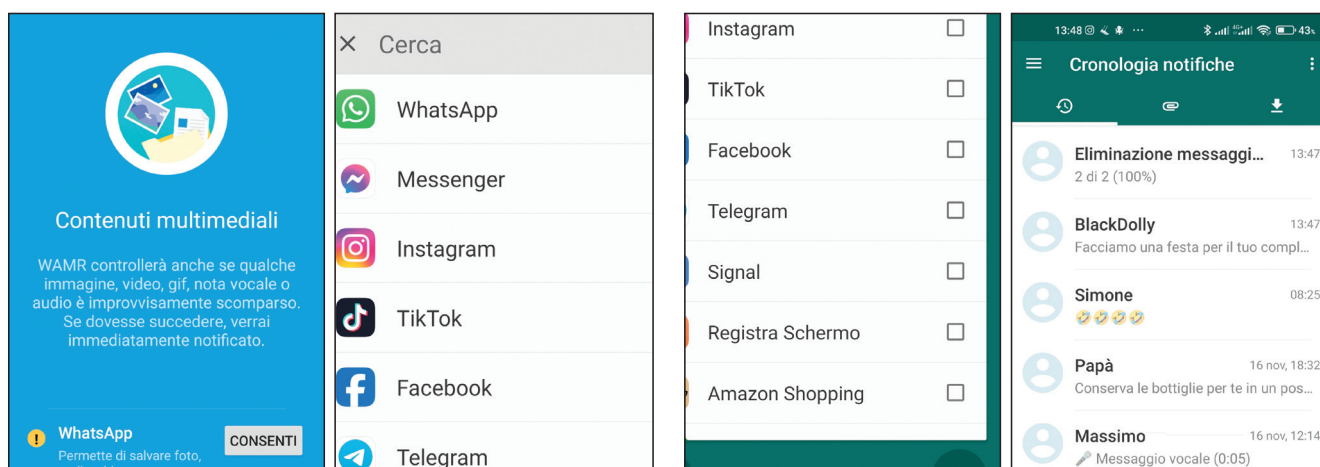 Contenuti multimediali
WAMR controllerà anche se qualche
immagine, video, gif, nota vocale o
audio è improvvisamente scomparso.
Se dovesse succedere, verrai
immediatamente notificato.
WhatsApp
CONSENTI
Permette di salvare foto,
Cerca
WhatsApp
Messenger
Instagram
TikTok
Facebook
Telegram
Instagram
TikTok
Facebook
Telegram
Signal
Registra Schermo
Amazon Shopping
13:48 43%
Cronologia notifiche
Eliminazione messaggi... 13:47
2 di 2 (100%)
BlackDolly 13:47
Facciamo una festa per il tuo compl...
Simone 08:25
Papà 16 nov, 18:32
Conserva le bottiglie per te in un pos...
Massimo 16 nov, 12:14
Messaggio vocale (0:05)